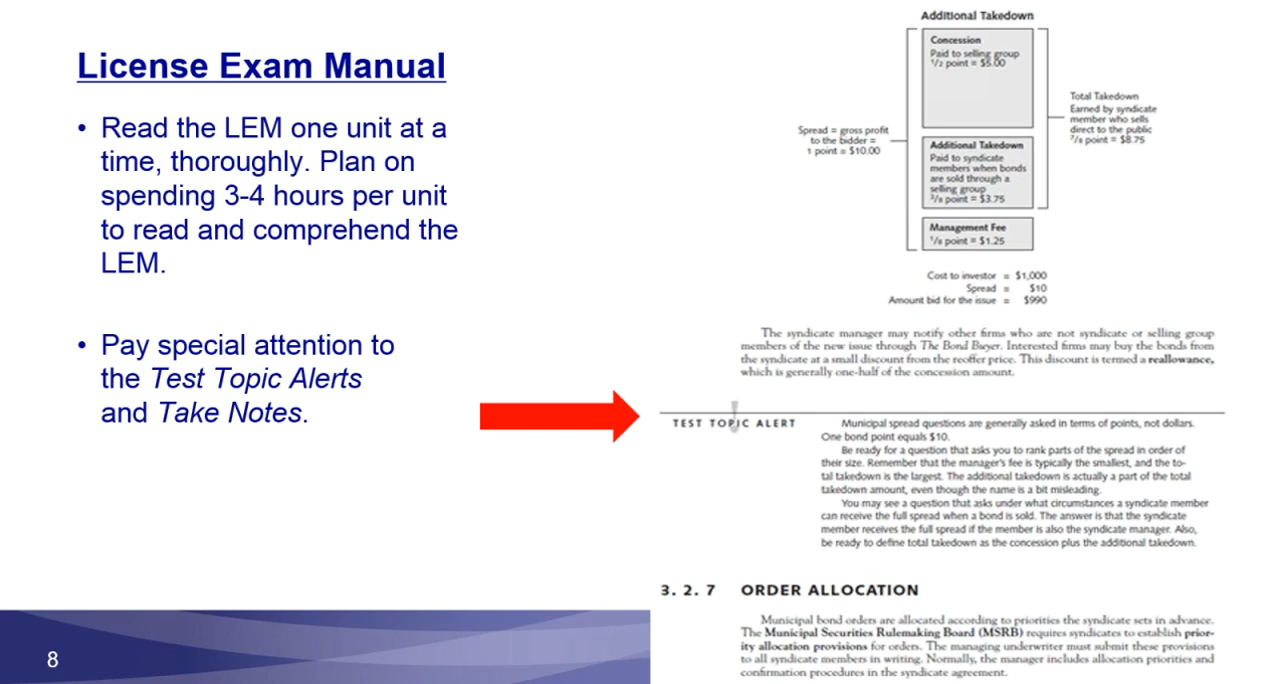 License Exam Manual
• Read the LEM one unit at a
time, thoroughly. Plan on
spending 3-4 hours per unit
to read and comprehend the
LEM.
• Pay special attention to
the Test Topic Alerts
and Take Notes.
8
Additional Takedown
Concession
Paid to selling group
1/2 point = $5.00
Spread = gross profit
to the bidder =
1 point = $10.00
Additional Takedown
Paid to syndicate
members when bonds
are sold through a
selling group
3/8 point = $3.75
Management Fee
1/8 point = $1.25
Total Takedown
Earned by syndicate
member who sells
direct to the public
7/8 point = $8.75
Cost to investor = $1,000
Spread = $10
Amount bid for the issue = $990
The syndicate manager may notify other firms who are not syndicate or selling group
members of the new issue through The Bond Buyer. Interested firms may buy the bonds from
the syndicate at a small discount from the reoffer price. This discount is termed a reallowance,
which is generally one-half of the concession amount.
!
TEST TOPIC ALERT
Municipal spread questions are generally asked in terms of points, not dollars.
One bond point equals $10.
Be ready for a question that asks you to rank parts of the spread in order of
their size. Remember that the manager's fee is typically the smallest, and the to-
tal takedown is the largest. The additional takedown is actually a part of the total
takedown amount, even though the name is a bit misleading.
You may see a question that asks under what circumstances a syndicate member
can receive the full spread when a bond is sold. The answer is that the syndicate
member receives the full spread if the member is also the syndicate manager. Also,
be ready to define total takedown as the concession plus the additional takedown.
3. 2. 7 ORDER ALLOCATION
Municipal bond orders are allocated according to priorities the syndicate sets in advance.
The Municipal Securities Rulemaking Board (MSRB) requires syndicates to establish prior-
ity allocation provisions for orders. The managing underwriter must submit these provisions
to all syndicate members in writing. Normally, the manager includes allocation priorities and
confirmation procedures in the syndicate agreement.